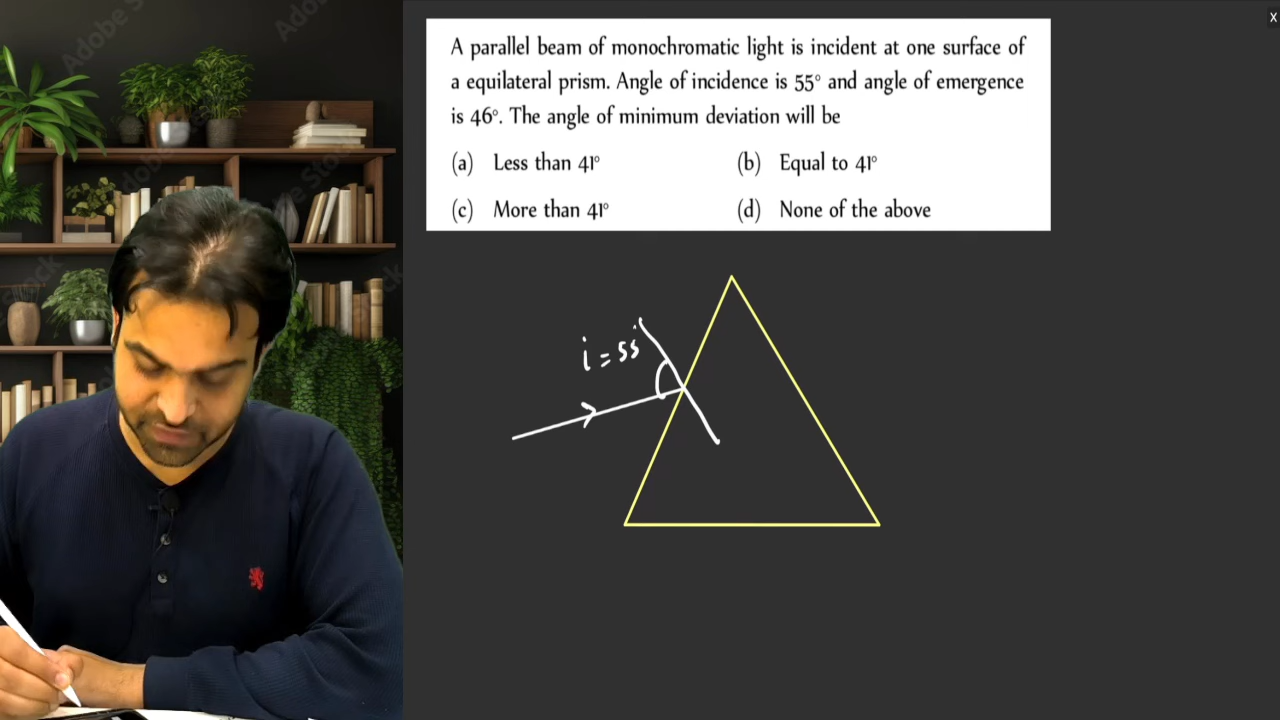 Adobe Stock
X
A parallel beam of monochromatic light is incident at one surface of
a equilateral prism. Angle of incidence is 55° and angle of emergence
is 46°. The angle of minimum deviation will be
(a) Less than 41° (b) Equal to 41°
(c) More than 41° (d) None of the above
i = 55°